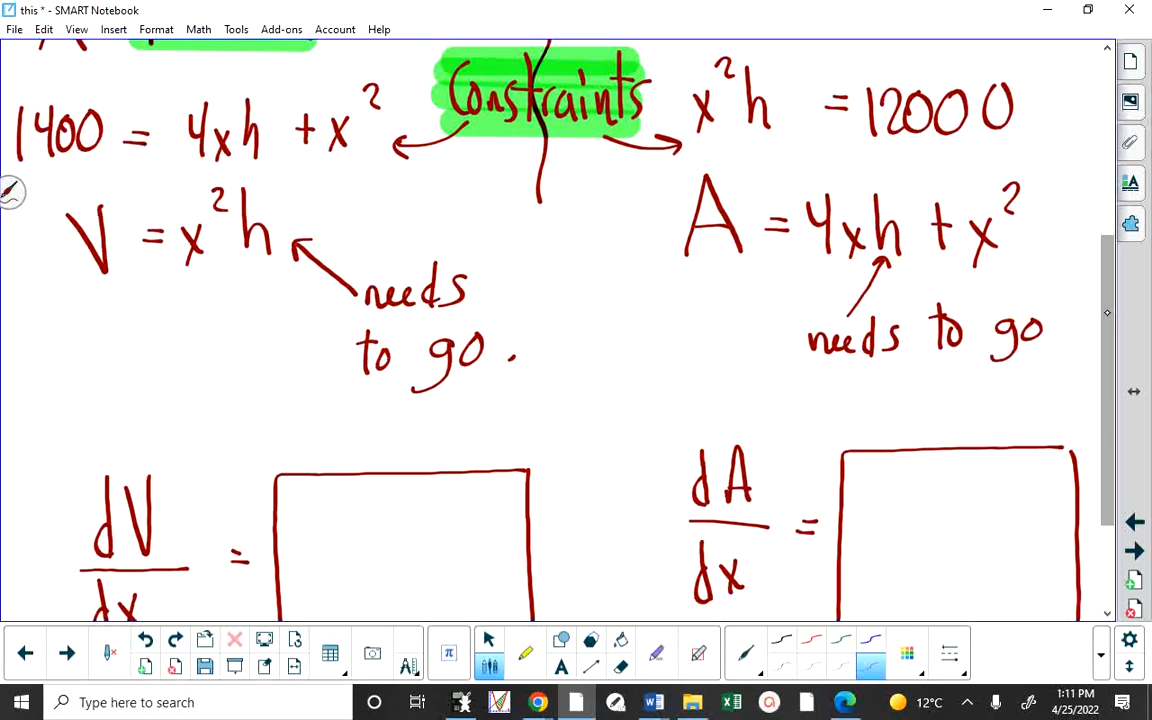 this * - SMART Notebook
File Edit View Insert Format Math Tools Add-ons Account Help
Constraints
1400 = 4xh + x²
V = x²h
needs
to go.
x²h = 12000
A = 4xh + x²
needs to go
dV
dx
=
dA
dx
=
π
A
Type here to search
12°C
1:11 PM
4/25/2022